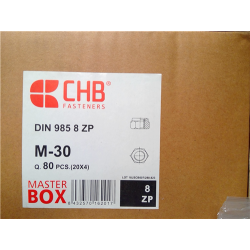 CHB
FASTENERS
DIN 985 8 ZP
M-30
Q. 80 PCS.(20X4)
MASTER
BOX
8
ZP